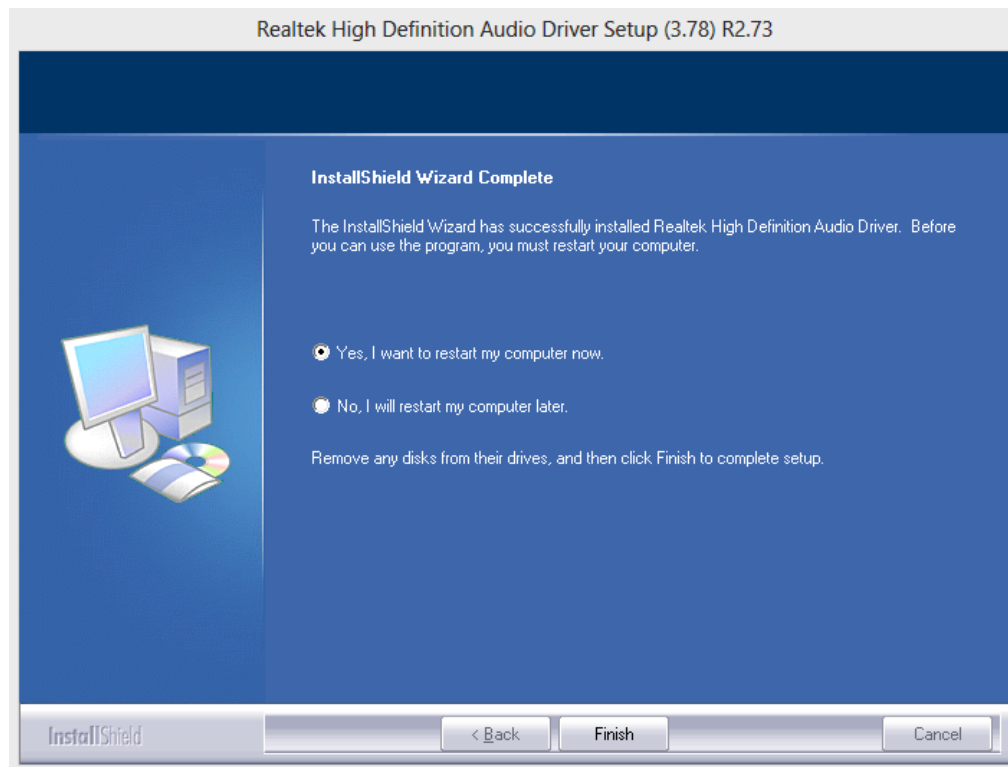 Realtek High Definition Audio Driver Setup (3.78) R2.73
InstallShield Wizard Complete
The InstallShield Wizard has successfully installed Realtek High Definition Audio Driver.  Before
you can use the program, you must restart your computer.
Yes, I want to restart my computer now.
No, I will restart my computer later.
Remove any disks from their drives, and then click Finish to complete setup.
InstallShield
< Back
Finish
Cancel